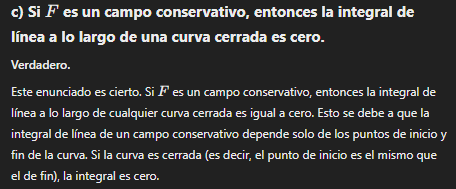 c) Si F es un campo conservativo, entonces la integral de
línea a lo largo de una curva cerrada es cero.
Verdadero.
Este enunciado es cierto. Si F es un campo conservativo, entonces la integral de
línea a lo largo de cualquier curva cerrada es igual a cero. Esto se debe a que la
integral de línea de un campo conservativo depende solo de los puntos de inicio y
fin de la curva. Si la curva es cerrada (es decir, el punto de inicio es el mismo que
el de fin), la integral es cero.